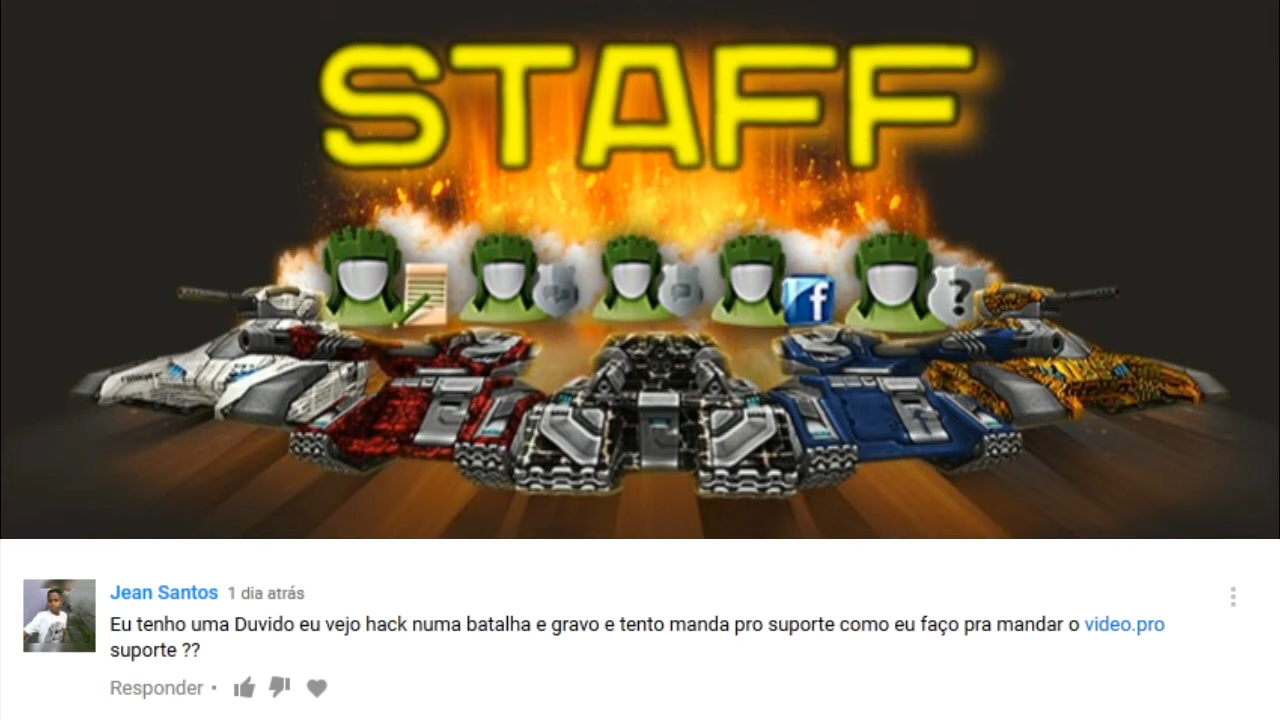 STAFF
?
f
Jean Santos 1 dia atrás
Eu tenho uma Duvido eu vejo hack numa batalha e gravo e tento manda pro suporte como eu faço pra mandar o video.pro
suporte ??
Responder •